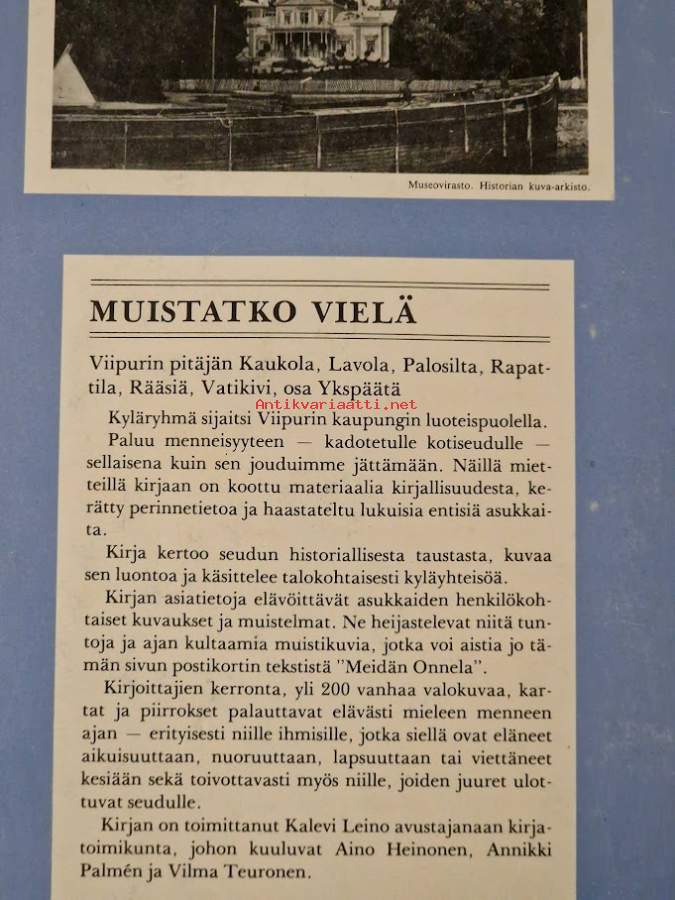 Museovirasto. Historian kuva-arkisto.
MUISTATKO VIELÄ
Viipurin pitäjän Kaukola, Lavola, Palosilta, Rapat-
tila, Rääsiä, Vatikivi, osa Ykspäätä
Antikvariaatti.net
Kyläryhmä sijaitsi Viipurin kaupungin luoteispuolella.
Paluu menneisyyteen — kadotetulle kotiseudulle —
sellaisena kuin sen jouduimme jättämään. Näillä miet-
teillä kirjaan on koottu materiaalia kirjallisuudesta, ke-
rätty perinnetietoa ja haastateltu lukuisia entisiä asukkai-
ta.
Kirja kertoo seudun historiallisesta taustasta, kuvaa
sen luontoa ja käsittelee talokohtaisesti kyläyhteisöä.
Kirjan asiatietoja elävöittävät asukkaiden henkilökoh-
taiset kuvaukset ja muistelmat. Ne heijastelevat niitä tun-
toja ja ajan kultaamia muistikuvia, jotka voi aistia jo tä-
män sivun postikortin tekstistä "Meidän Onnela".
Kirjoittajien kerronta, yli 200 vanhaa valokuvaa, kar-
tat ja piirrokset palauttavat elävästi mieleen menneen
ajan — erityisesti niille ihmisille, jotka siellä ovat eläneet
aikuisuuttaan, nuoruuttaan, lapsuuttaan tai viettäneet
kesiään sekä toivottavasti myös niille, joiden juuret ulot-
tuvat seudulle.
Kirjan on toimittanut Kalevi Leino avustajanaan kirja-
toimikunta, johon kuuluvat Aino Heinonen, Annikki
Palmén ja Vilma Teuronen.